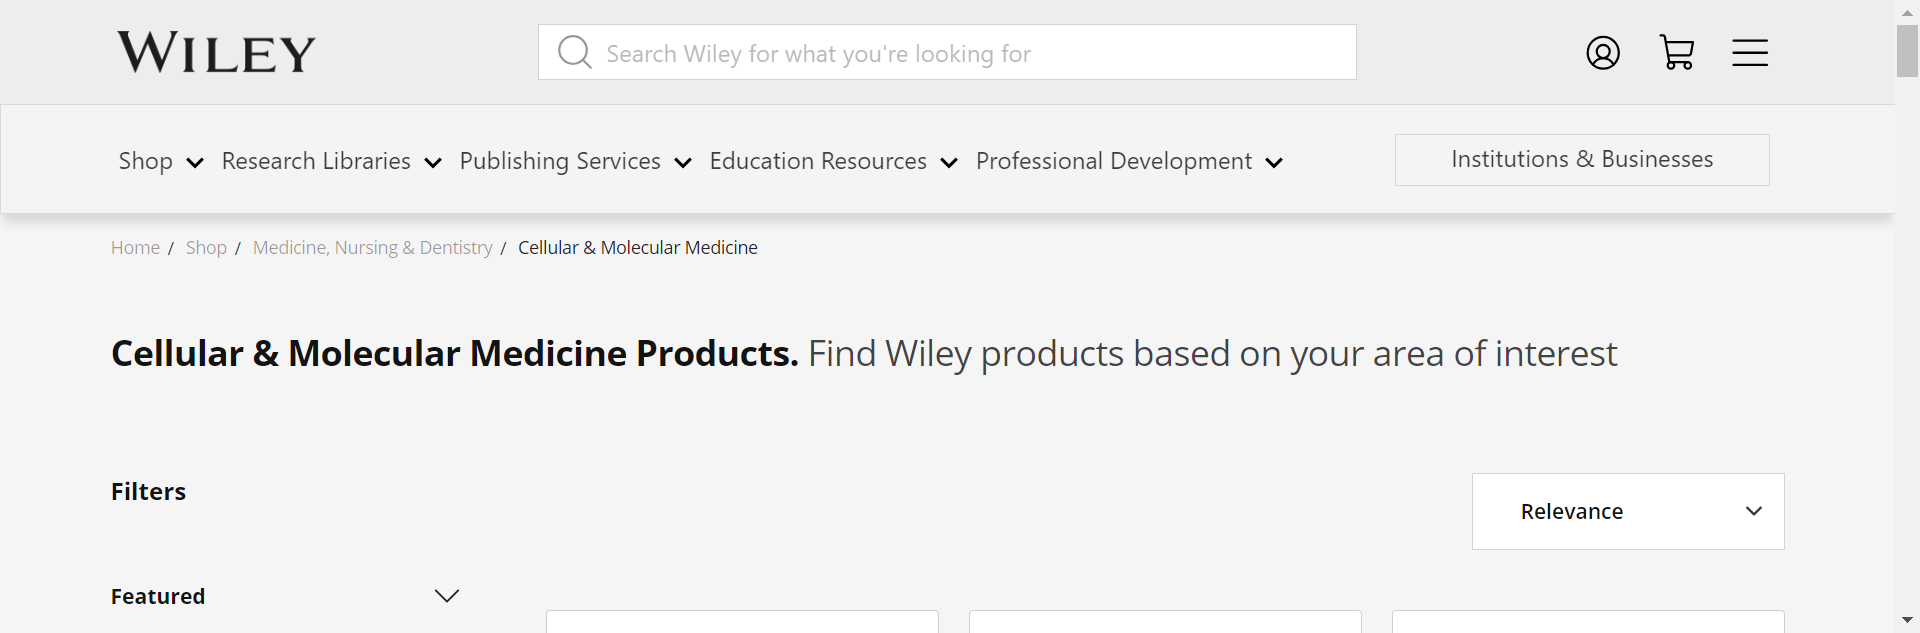 WILEY
Search Wiley for what you're looking for
Shop Research Libraries Publishing Services Education Resources Professional Development Institutions & Businesses
Home / Shop / Medicine, Nursing & Dentistry / Cellular & Molecular Medicine
Cellular & Molecular Medicine Products. Find Wiley products based on your area of interest
Filters
Relevance
Featured